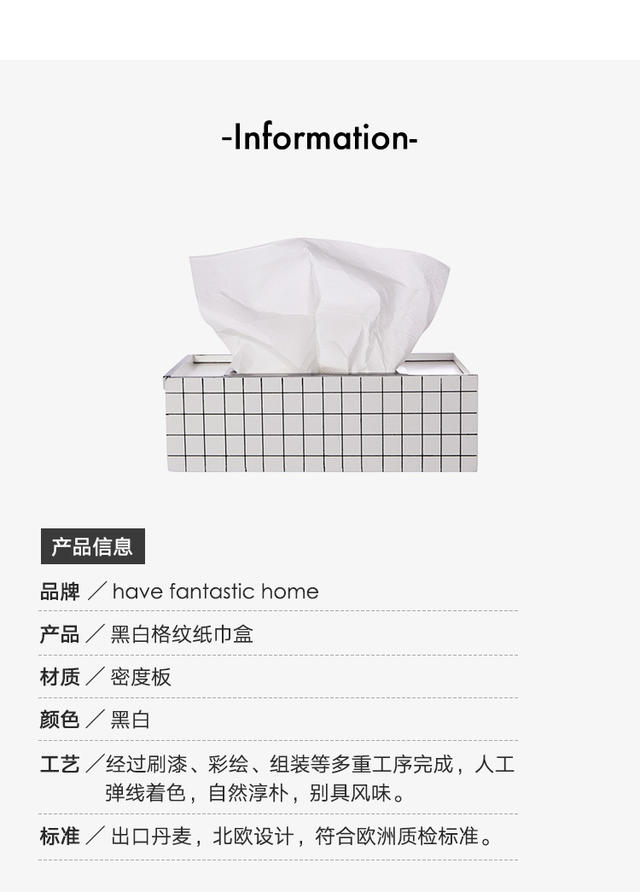 -Information-
产品信息
品牌 ／ have fantastic home
产品 ／ 黑白格纹纸巾盒
材质 ／ 密度板
颜色 ／ 黑白
工艺 ／经过刷漆、彩绘、组装等多重工序完成，人工
弹线着色，自然淳朴，别具风味。
标准 ／ 出口丹麦，北欧设计，符合欧洲质检标准。